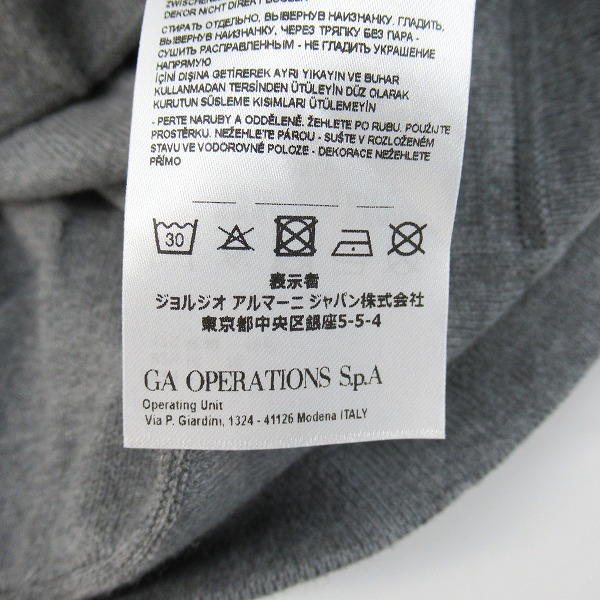 DEKOR NICHT DIREKT BÜGELN
СТИРАТЬ ОТДЕЛЬНО, ВЫВЕРНУВ НАИЗНАНКУ. ГЛАДИТЬ,
ВЫВЕРНУВ НАИЗНАНКУ, ЧЕРЕЗ ТРЯПКУ БЕЗ ПАРА -
СУШИТЬ РАСПРАВЛЕННЫМ - НЕ ГЛАДИТЬ УКРАШЕНИЕ
НАПРЯМУЮ
İÇİNİ DIŞINA GETİREREK AYRI YIKAYIN VE BUHAR
KULLANMADAN TERSİNDEN ÜTÜLEYİN DÜZ OLARAK
KURUTUN SÜSLEME KISIMLARI ÜTÜLEMEYİN
- PERTE NARUBY A ODDĚLENĚ. ŽEHLETE PO RUBU. POUŽIJTE
PROSTĚRKU. NEŽEHLETE PÁROU - SUŠTE V ROZLOŽENÉM
STAVU VE VODOROVNÉ POLOZE - DEKORACE NEŽEHLETE
PŘÍMO
30
表示者
ジョルジオ アルマーニ ジャパン株式会社
東京都中央区銀座5-5-4
GA OPERATIONS S.p.A
Operating Unit
Via P. Giardini, 1324 - 41126 Modena ITALY